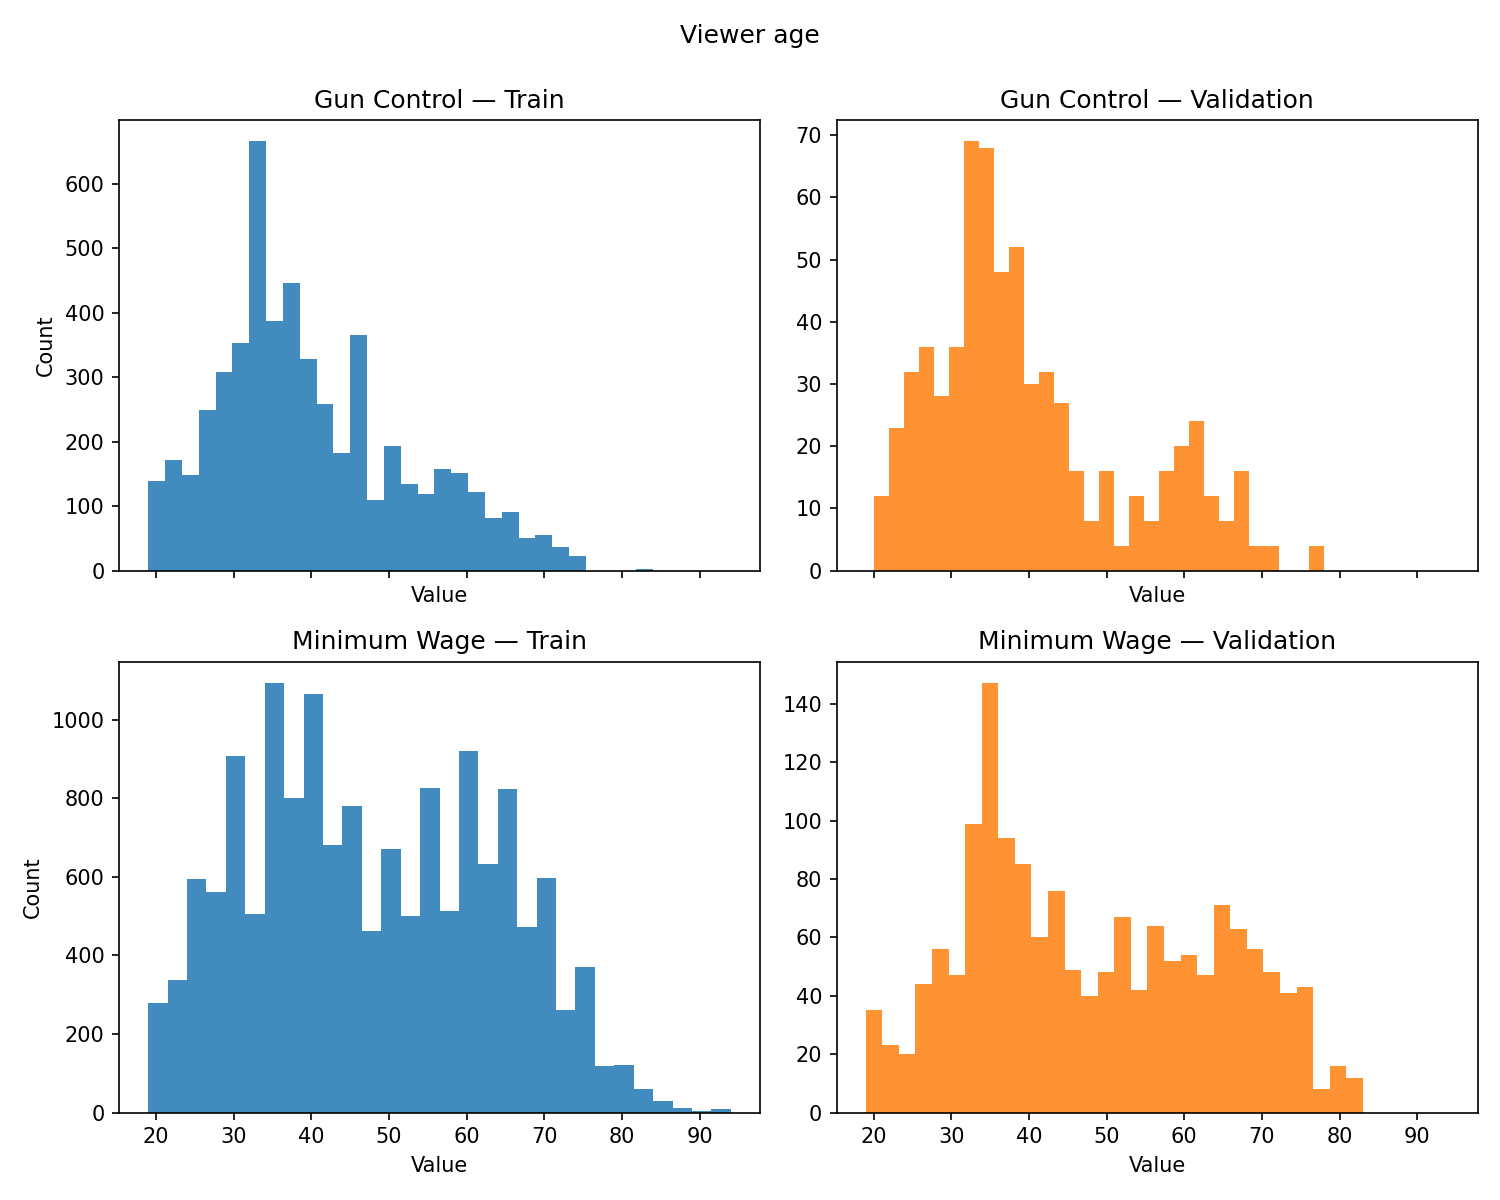 Viewer age
Gun Control — Train
Gun Control — Validation
Count
600
500
400
300
200
100
0
Value
70
60
50
40
30
20
10
0
Value
Minimum Wage — Train
Minimum Wage — Validation
Count
1000
800
600
400
200
0
20 30 40 50 60 70 80 90
Value
140
120
100
80
60
40
20
0
20 30 40 50 60 70 80 90
Value